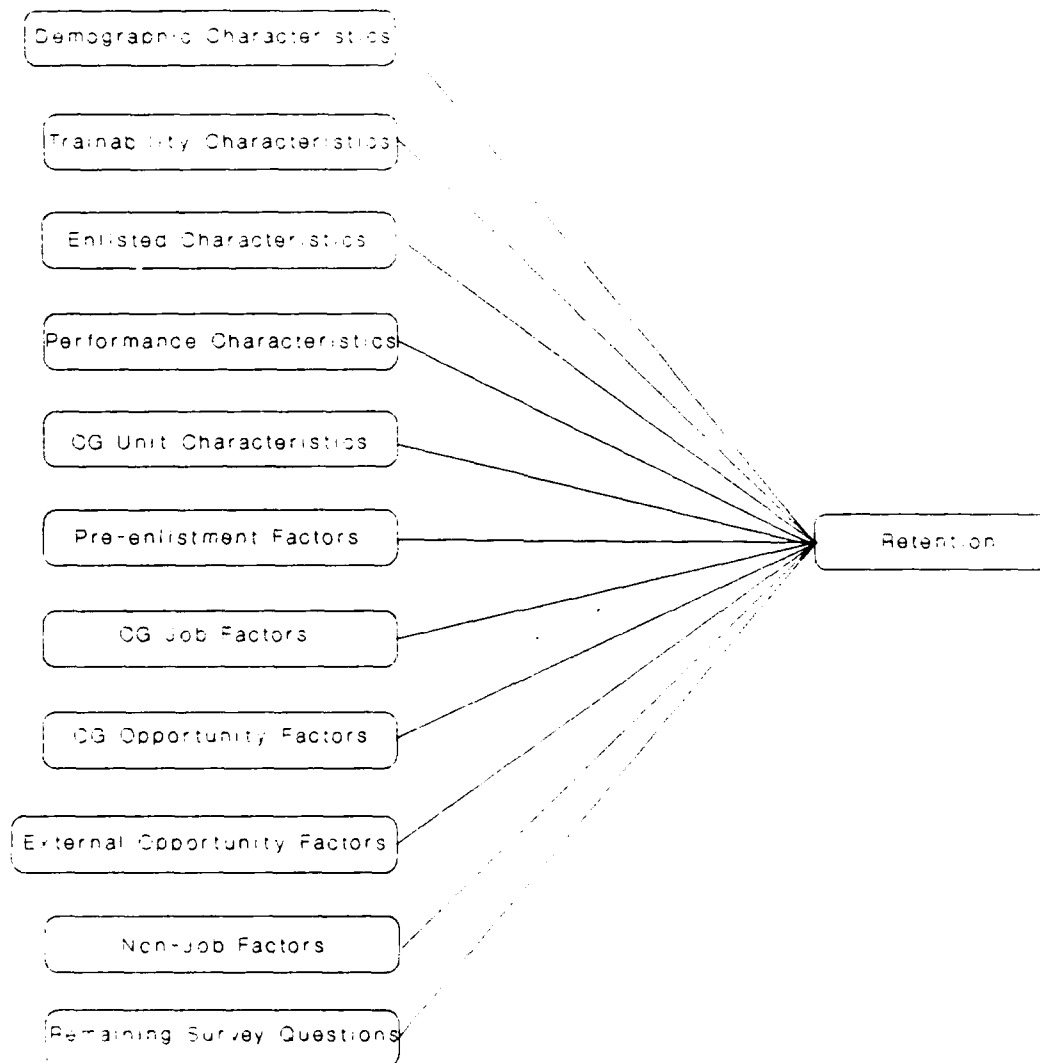 Demographic Characteristics
Trainability Characteristics
Enlisted Characteristics
Performance Characteristics
CG Unit Characteristics
Pre-enlistment Factors
Retention
CG Job Factors
CG Opportunity Factors
External Opportunity Factors
Non-Job Factors
Remaining Survey Questions